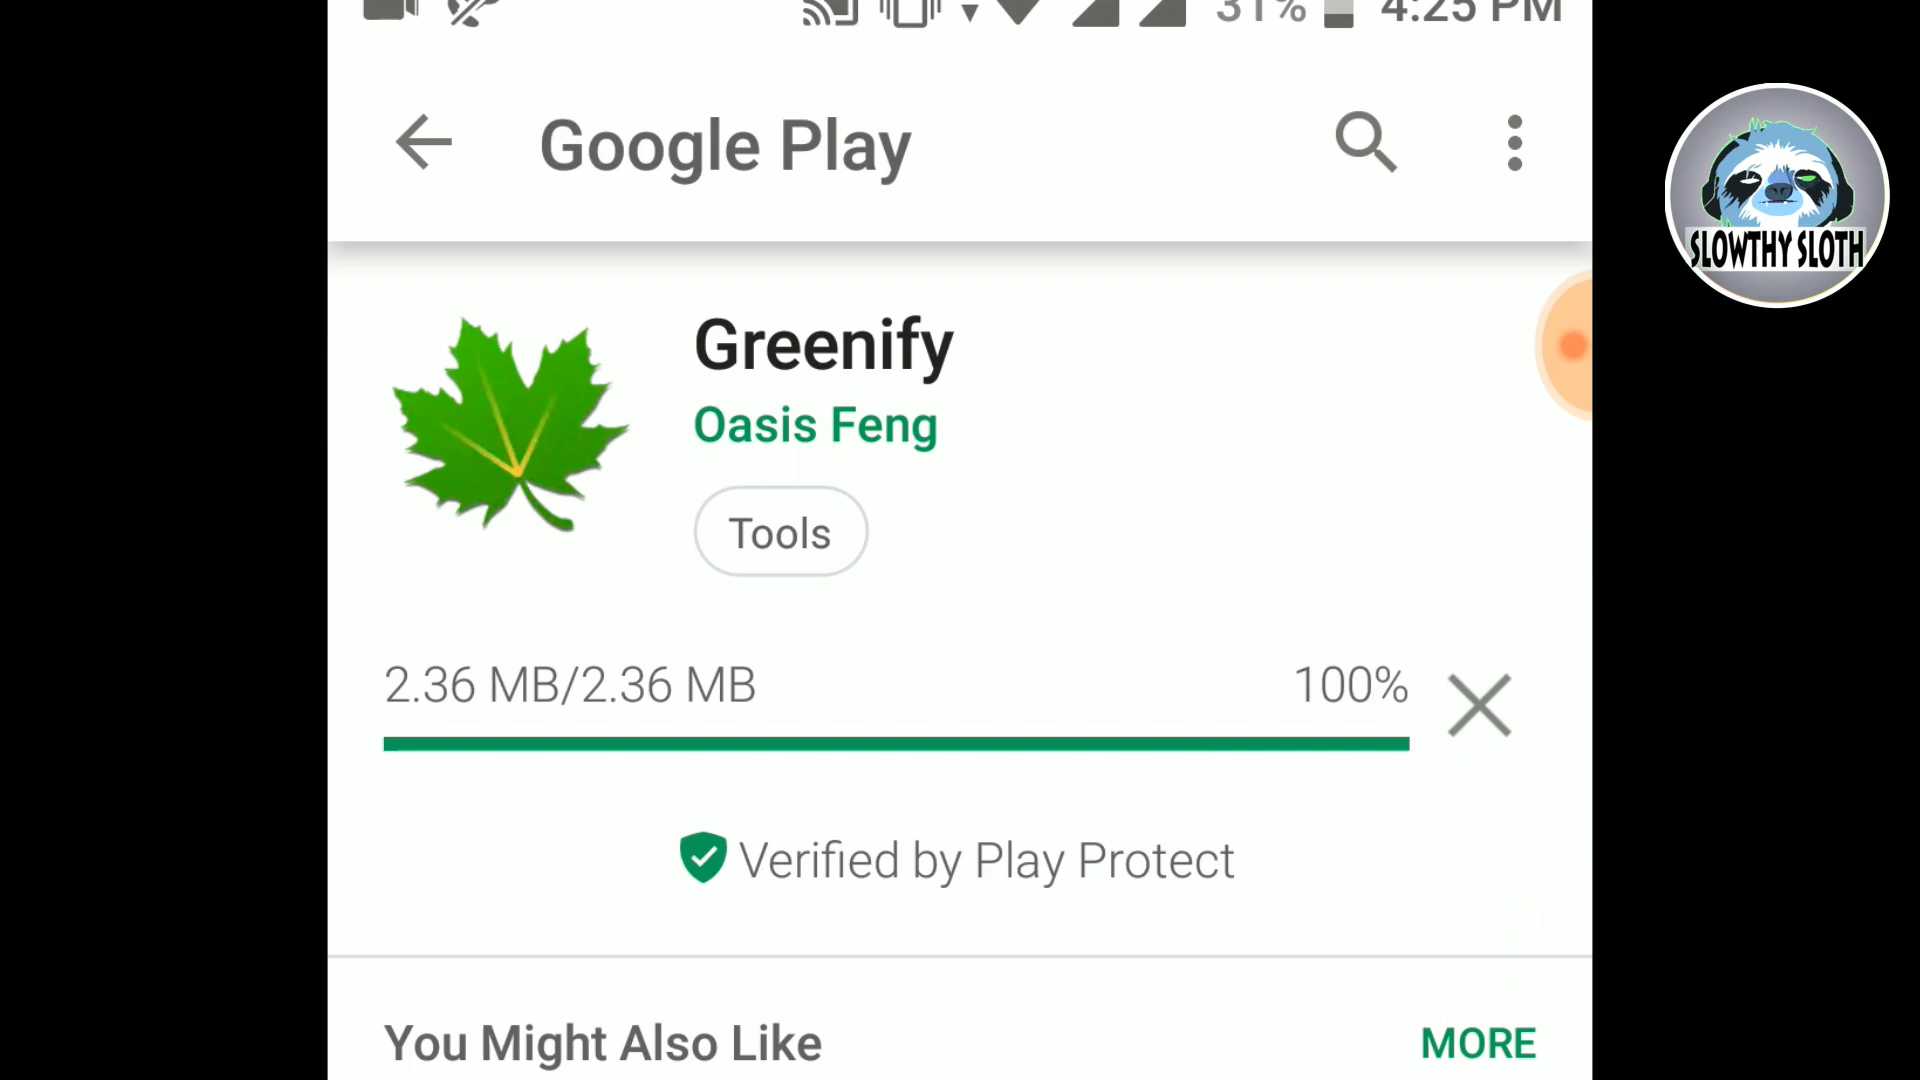 31% 4:25 PM
Google Play
SLOWTHY SLOTH
Greenify
Oasis Feng
Tools
2.36 MB/2.36 MB 100%
Verified by Play Protect
You Might Also Like MORE